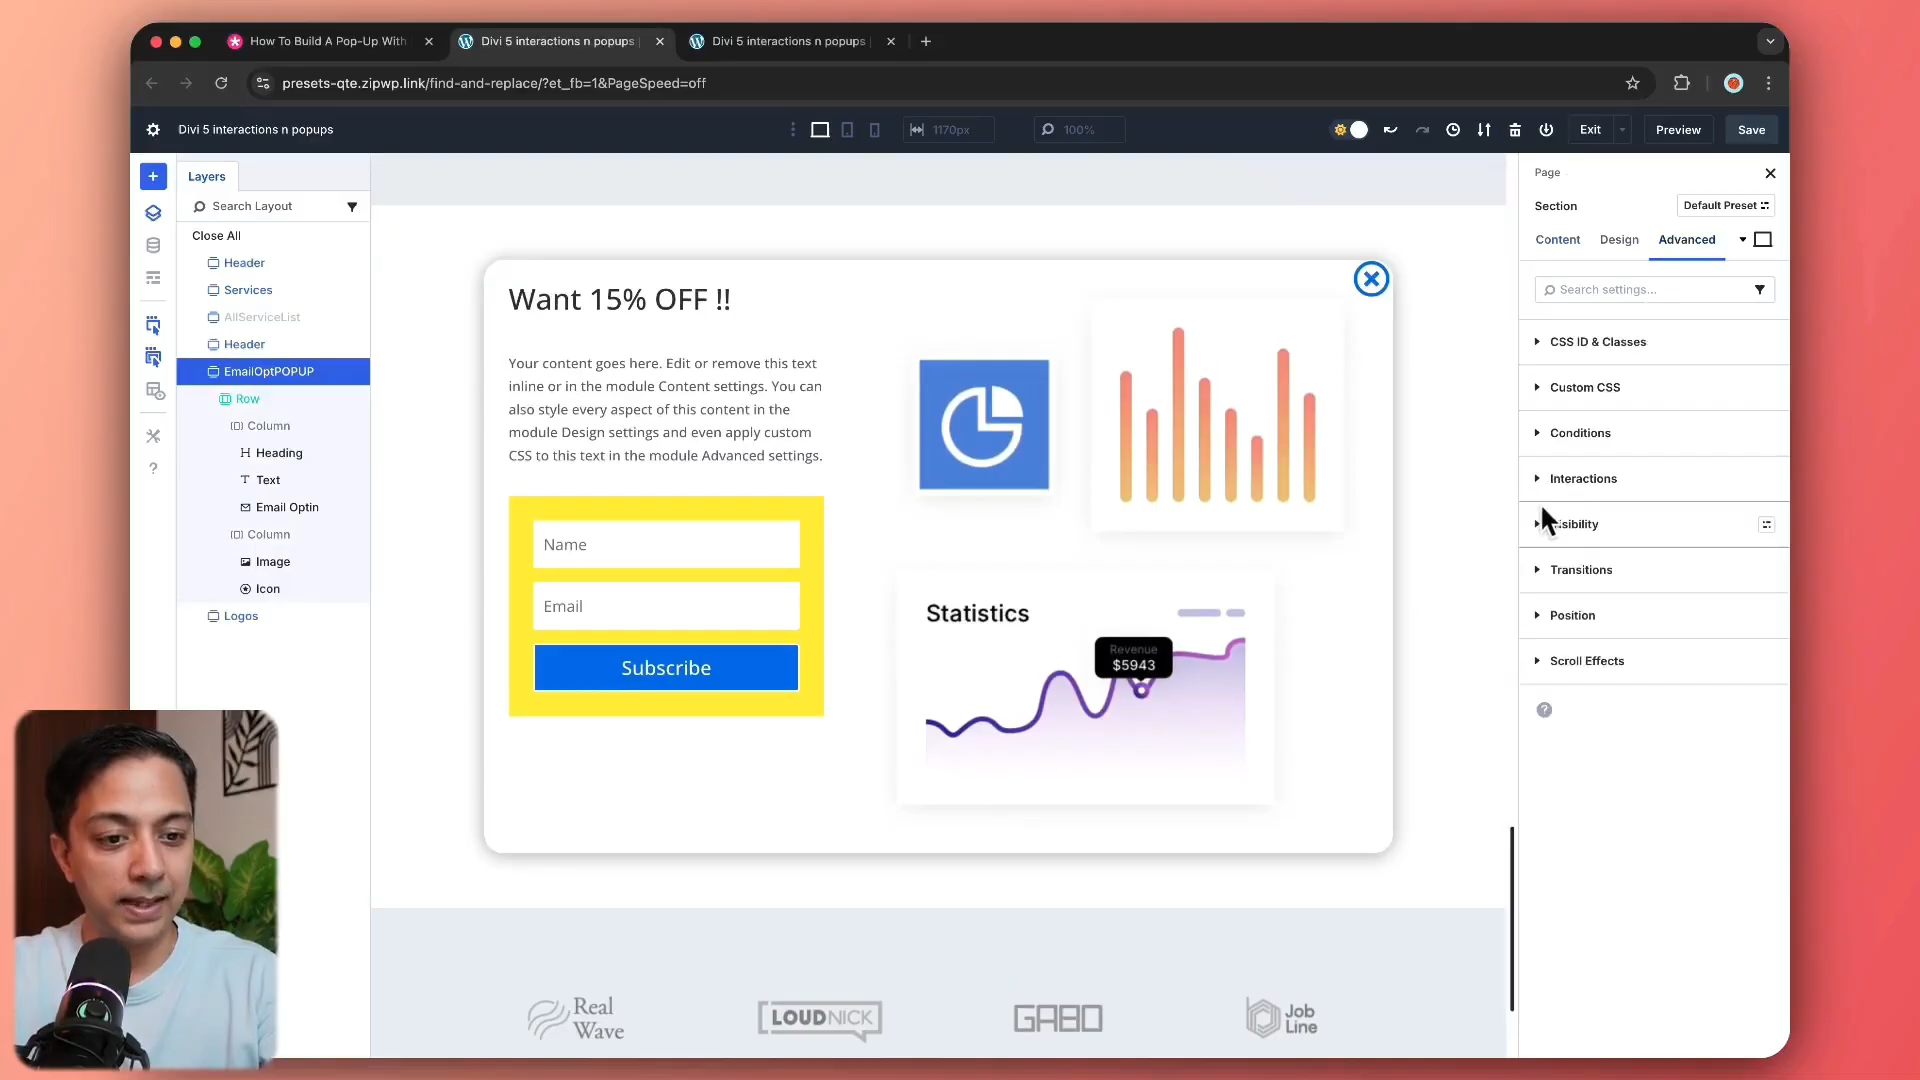 How To Build A Pop-Up With
Divi 5 interactions n popups
Divi 5 interactions n popups
presets-qte.zipwp.link/find-and-replace/?et_fb=1&PageSpeed=off
Divi 5 interactions n popups
1170px
100%
Exit
Preview
Save
Layers
Search Layout
Close All
Header
Services
AllServiceList
Header
EmailOptPOPUP
Row
Column
Heading
Text
Email Optin
Column
Image
Icon
Logos
Want 15% OFF !!
Your content goes here. Edit or remove this text
inline or in the module Content settings. You can
also style every aspect of this content in the
module Design settings and even apply custom
CSS to this text in the module Advanced settings.
Name
Email
Subscribe
Statistics
Revenue
$5943
Real
Wave
LOUDNICK
GABO
Job
Line
Page
Section
Default Preset
Content
Design
Advanced
Search settings...
CSS ID & Classes
Custom CSS
Conditions
Interactions
isibility
Transitions
Position
Scroll Effects